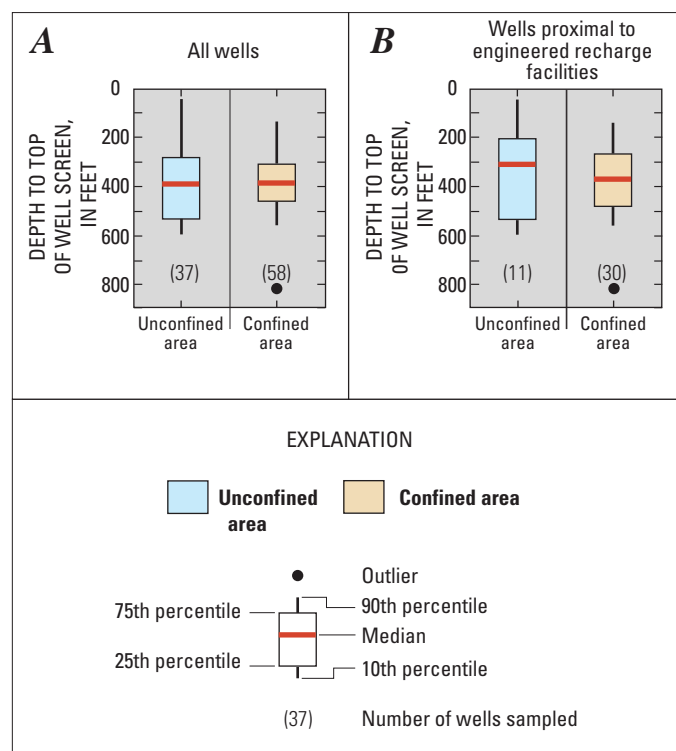 A
All wells
DEPTH TO TOP
OF WELL SCREEN,
IN FEET
0
200
400
600
800
(37)
(58)
Unconfined
area
Confined
area
B
Wells proximal to
engineered recharge
facilities
DEPTH TO TOP
OF WELL SCREEN,
IN FEET
0
200
400
600
800
(11)
(30)
Unconfined
area
Confined
area
EXPLANATION
Unconfined
area
Confined area
Outlier
75th percentile
90th percentile
Median
25th percentile
10th percentile
(37)
Number of wells sampled